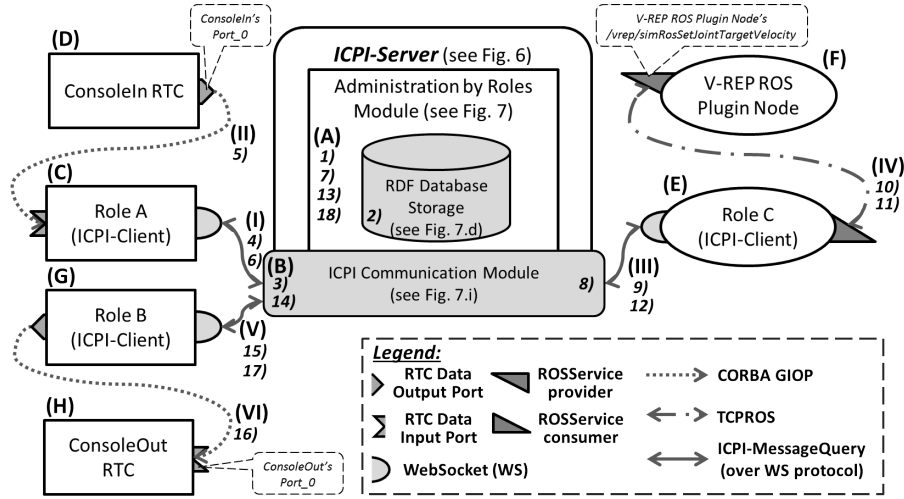 (D)
ConsoleIn RTC
ConsoleIn's
Port_0
(II)
5)
(C)
Role A
(ICPI-Client)
(I)
4)
6)
(G)
Role B
(ICPI-Client)
(V)
15)
17)
(H)
ConsoleOut
RTC
(VI)
16)
ConsoleOut's
Port_0
ICPI-Server (see Fig. 6)
Administration by Roles
Module (see Fig. 7)
(A)
1)
7)
13)
18)
2)
RDF Database
Storage
(see Fig. 7.d)
(B)
3)
14)
ICPI Communication Module
(see Fig. 7.i)
8)
V-REP ROS Plugin Node's
/vrep/simRosSetJointTargetVelocity
(F)
V-REP ROS
Plugin Node
(IV)
10)
11)
(E)
Role C
(ICPI-Client)
(III)
9)
12)
Legend:
RTC Data
Output Port
RTC Data
Input Port
WebSocket (WS)
ROSService
provider
ROSService
consumer
CORBA GIOP
TCPROS
ICPI-MessageQuery
(over WS protocol)